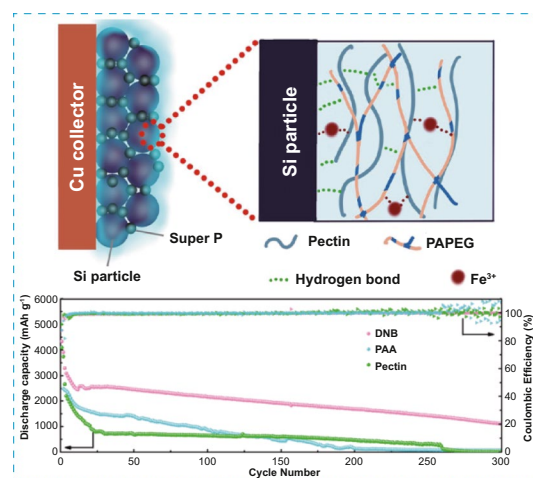 Cu collector
Si particle
Super P
Si particle
Pectin
PAPEG
Hydrogen bond
Fe³⁺
Discharge capacity (mAh g⁻¹)
6000
5000
4000
3000
2000
1000
0
DNB
PAA
Pectin
100
80
60
40
20
0
Coulombic Efficiency (%)
0 50 100 150 200 250 300
Cycle Number